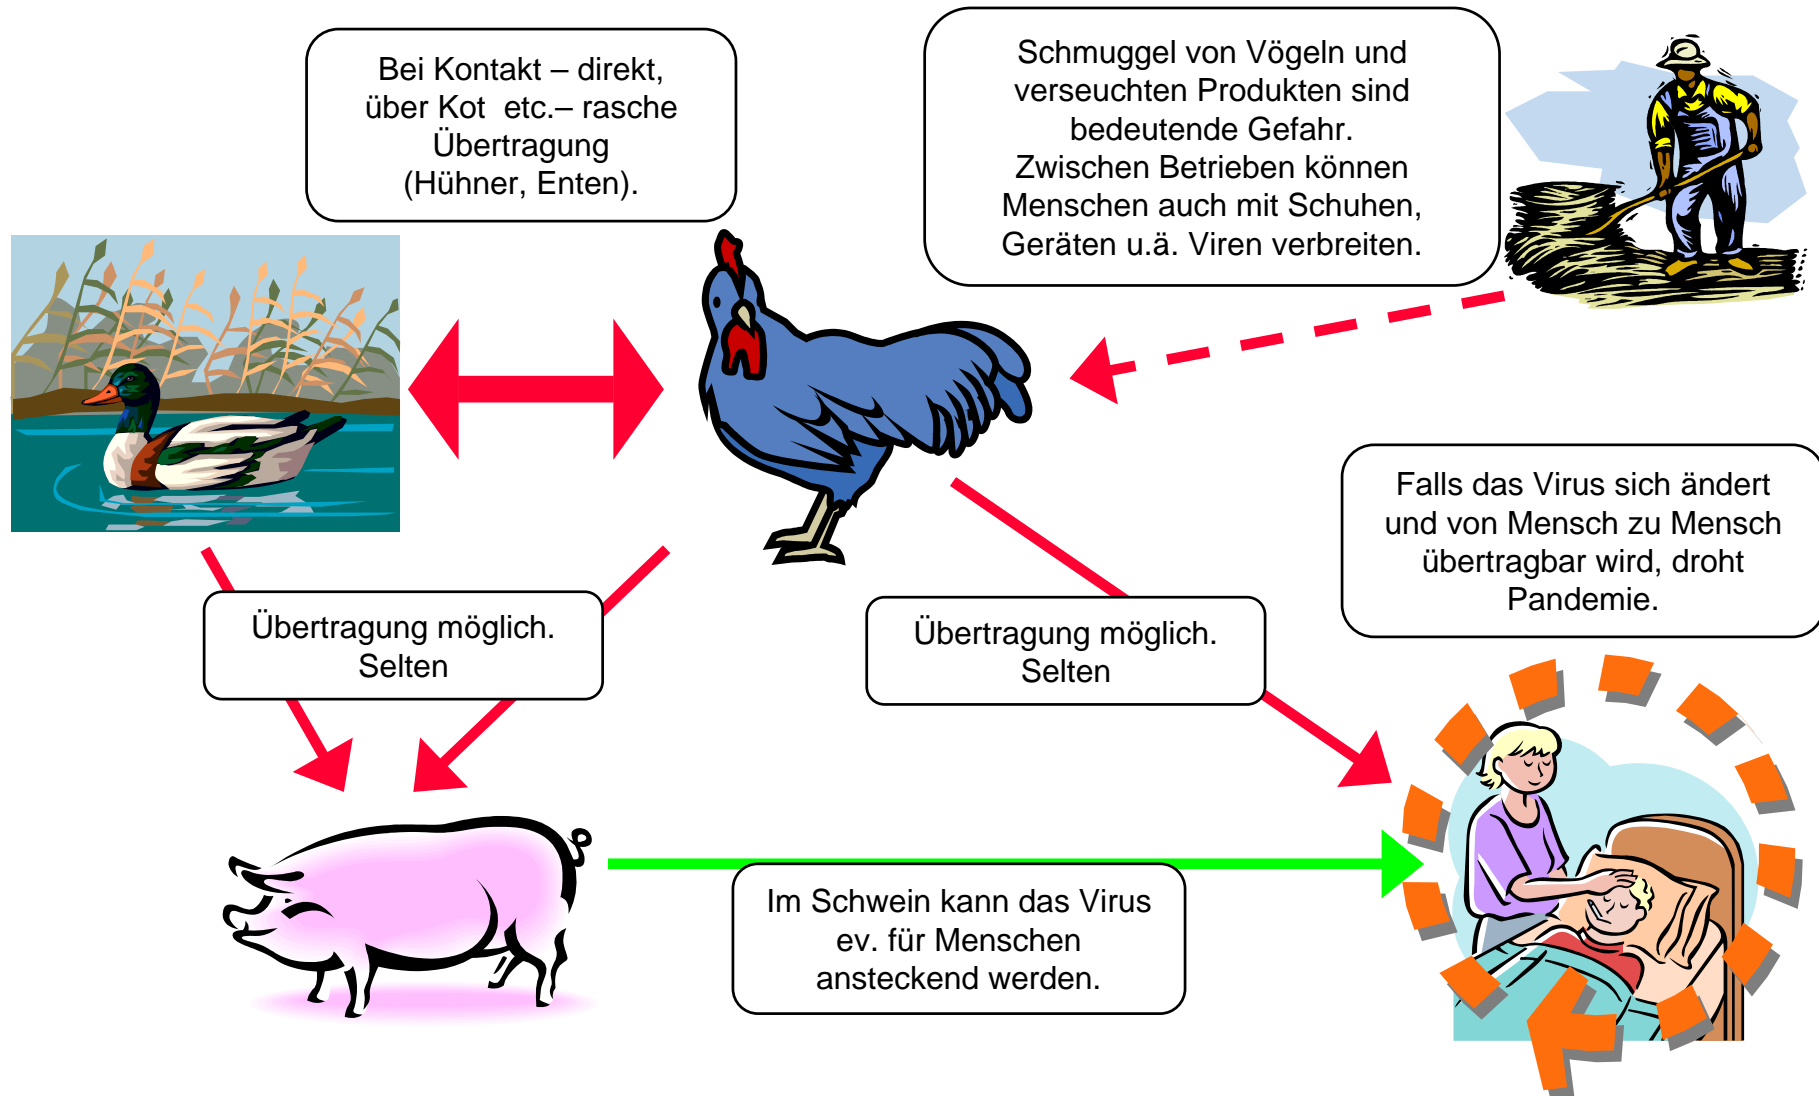 Bei Kontakt – direkt,
über Kot etc.– rasche
Übertragung
(Hühner, Enten).
Schmuggel von Vögeln und
verseuchten Produkten sind
bedeutende Gefahr.
Zwischen Betrieben können
Menschen auch mit Schuhen,
Geräten u.ä. Viren verbreiten.
Falls das Virus sich ändert
und von Mensch zu Mensch
übertragbar wird, droht
Pandemie.
Übertragung möglich.
Selten
Übertragung möglich.
Selten
Im Schwein kann das Virus
ev. für Menschen
ansteckend werden.